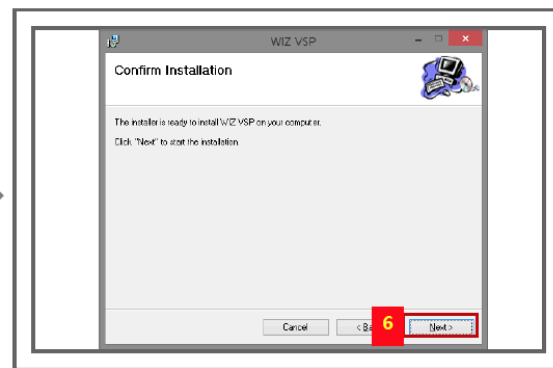 WIZ VSP
Confirm Installation
The installer is ready to install WIZ VSP on your computer.
Click "Next" to start the installation.
Cancel < Ba 6 Next >